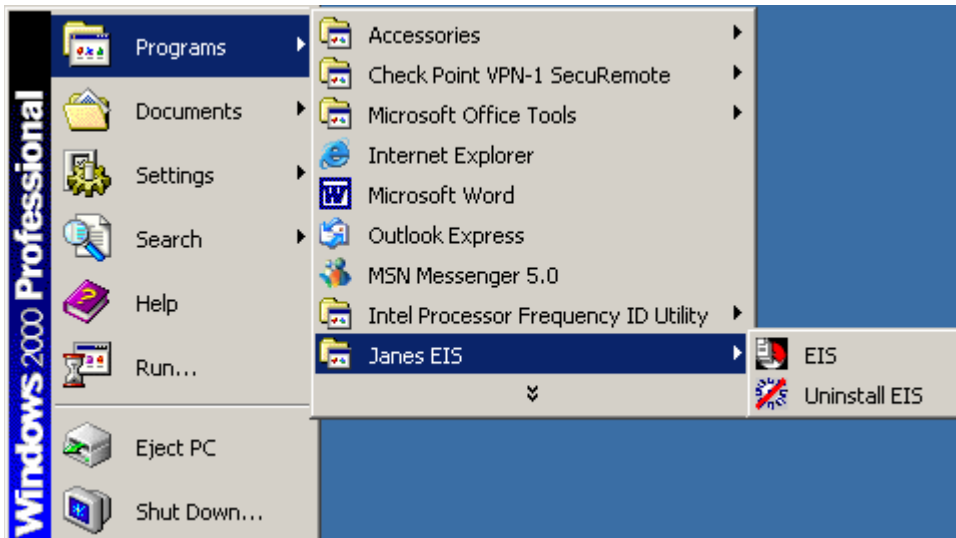 Windows 2000 Professional
Programs
Documents
Settings
Search
Help
Run...
Eject PC
Shut Down...
Accessories
Check Point VPN-1 SecuRemote
Microsoft Office Tools
Internet Explorer
Microsoft Word
Outlook Express
MSN Messenger 5.0
Intel Processor Frequency ID Utility
Janes EIS
EIS
Uninstall EIS